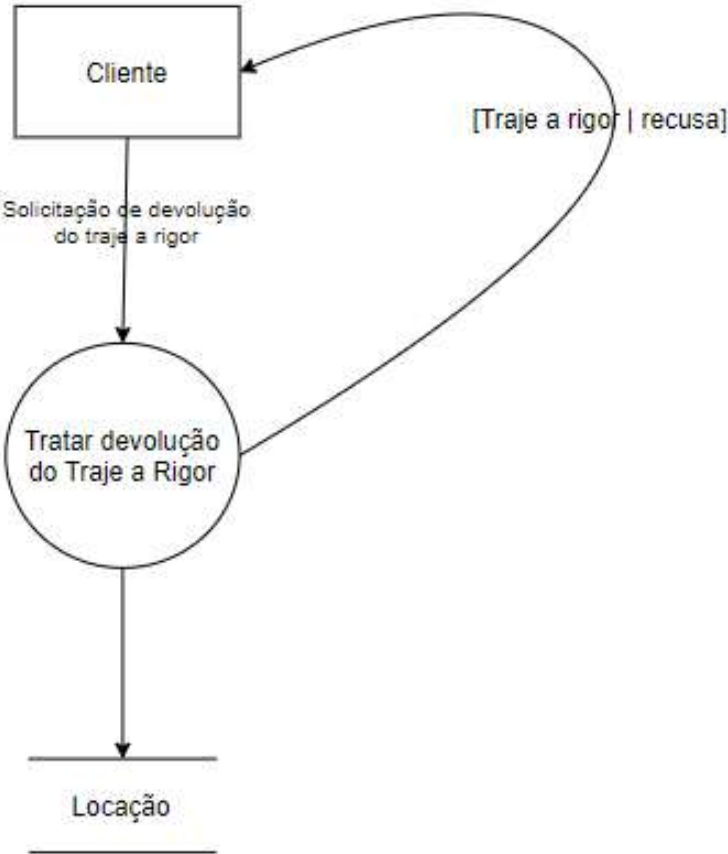 Cliente
[Traje a rigor | recusa]
Solicitação de devolução
do traje a rigor
Tratar devolução
do Traje a Rigor
Locação